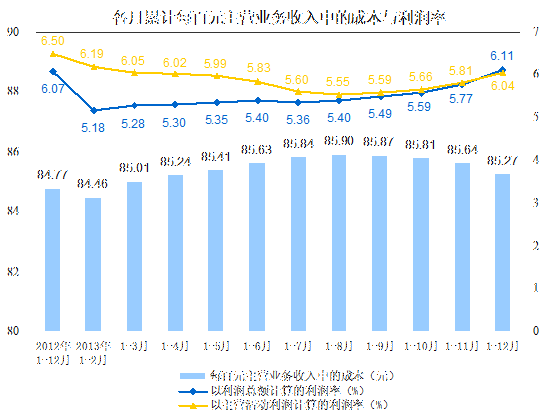 每月累计每百元主营业务收入中的成本与利润率
90
88
86
84
82
80
7
6
5
4
3
2
1
0
6.50 6.19 6.05 6.02 5.99 5.83 5.60 5.55 5.59 5.66 5.81 6.04
6.07 5.18 5.28 5.30 5.35 5.40 5.36 5.40 5.49 5.59 5.77 6.11
84.77 84.46 85.01 85.24 85.41 85.63 85.84 85.90 85.87 85.81 85.64 85.27
2012年 2013年 1-3月 1-4月 1-5月 1-6月 1-7月 1-8月 1-9月 1-10月 1-11月 1-12月
1-12月 1-2月
每百元主营业务收入中的成本（元）
以利润总额计算的利润率（%）
以主营活动利润计算的利润率（%）